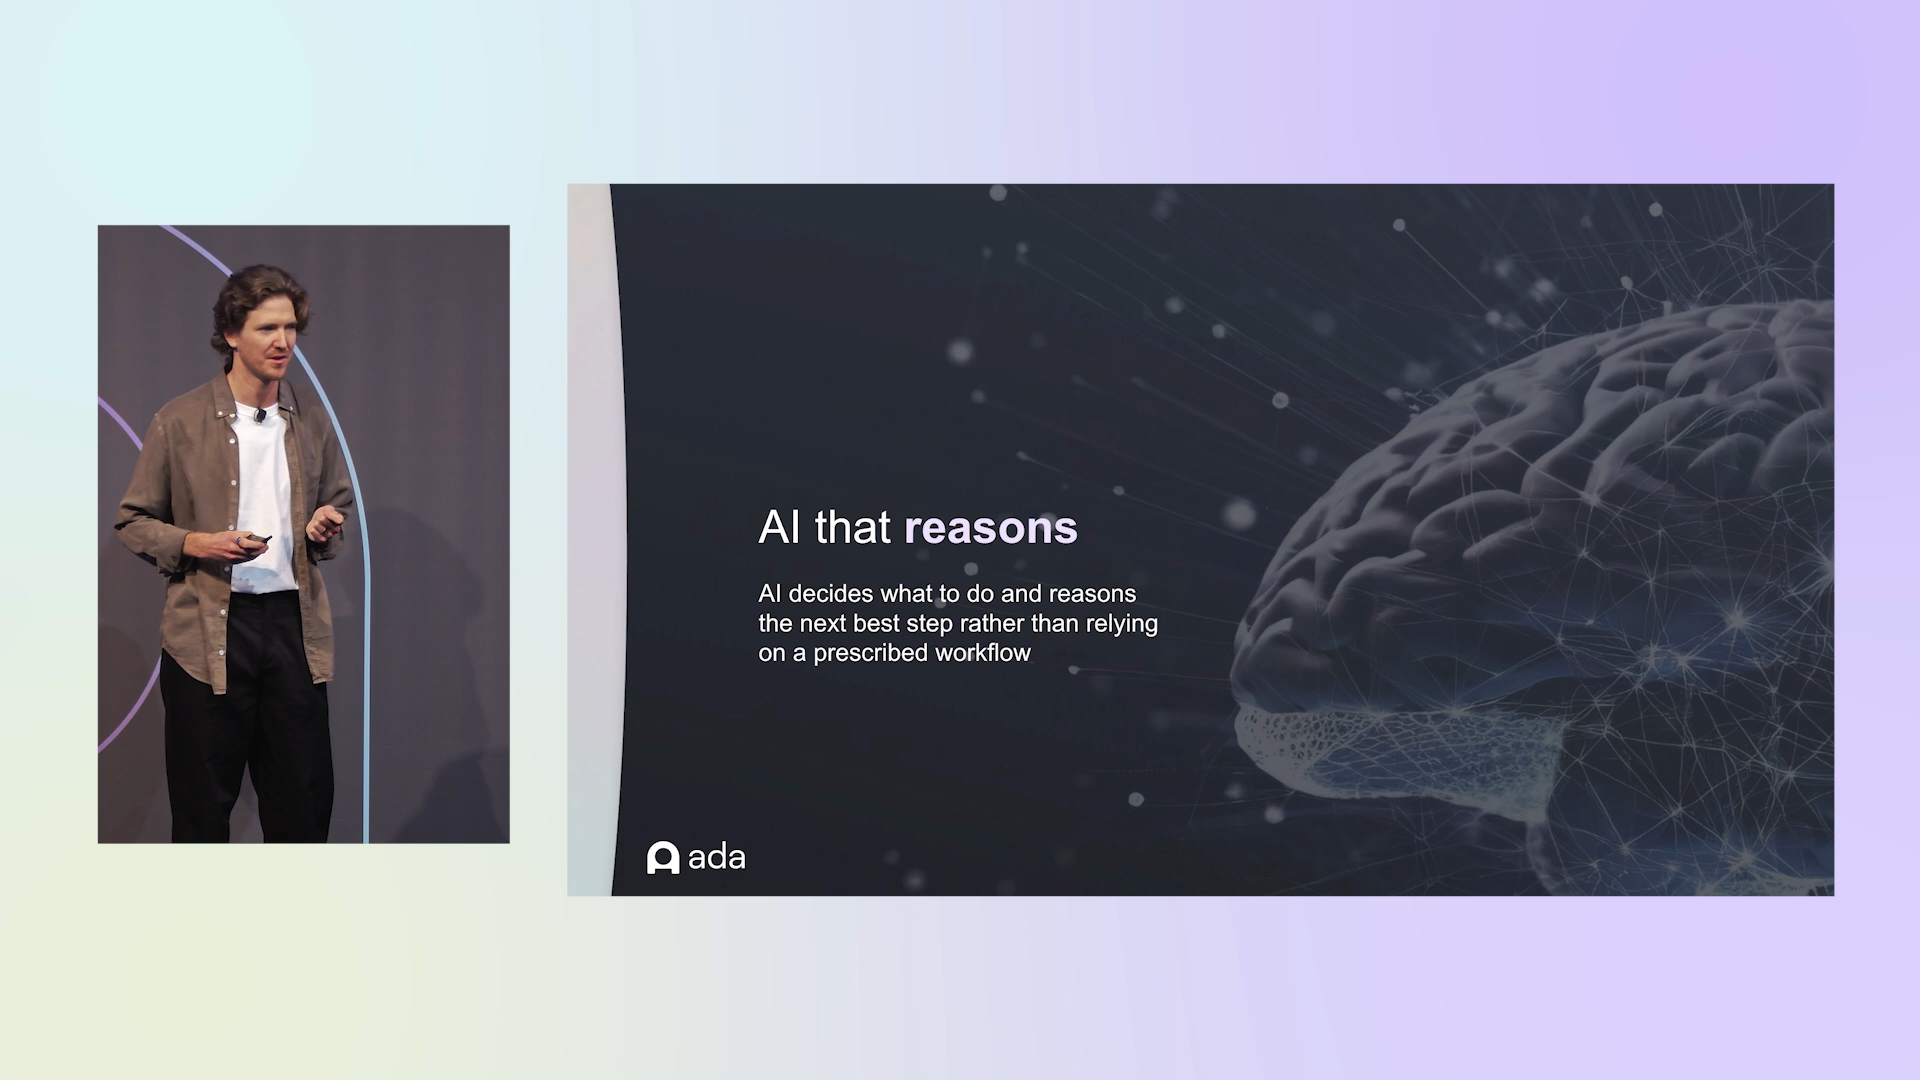 AI that reasons
AI decides what to do and reasons
the next best step rather than relying
on a prescribed workflow
ada